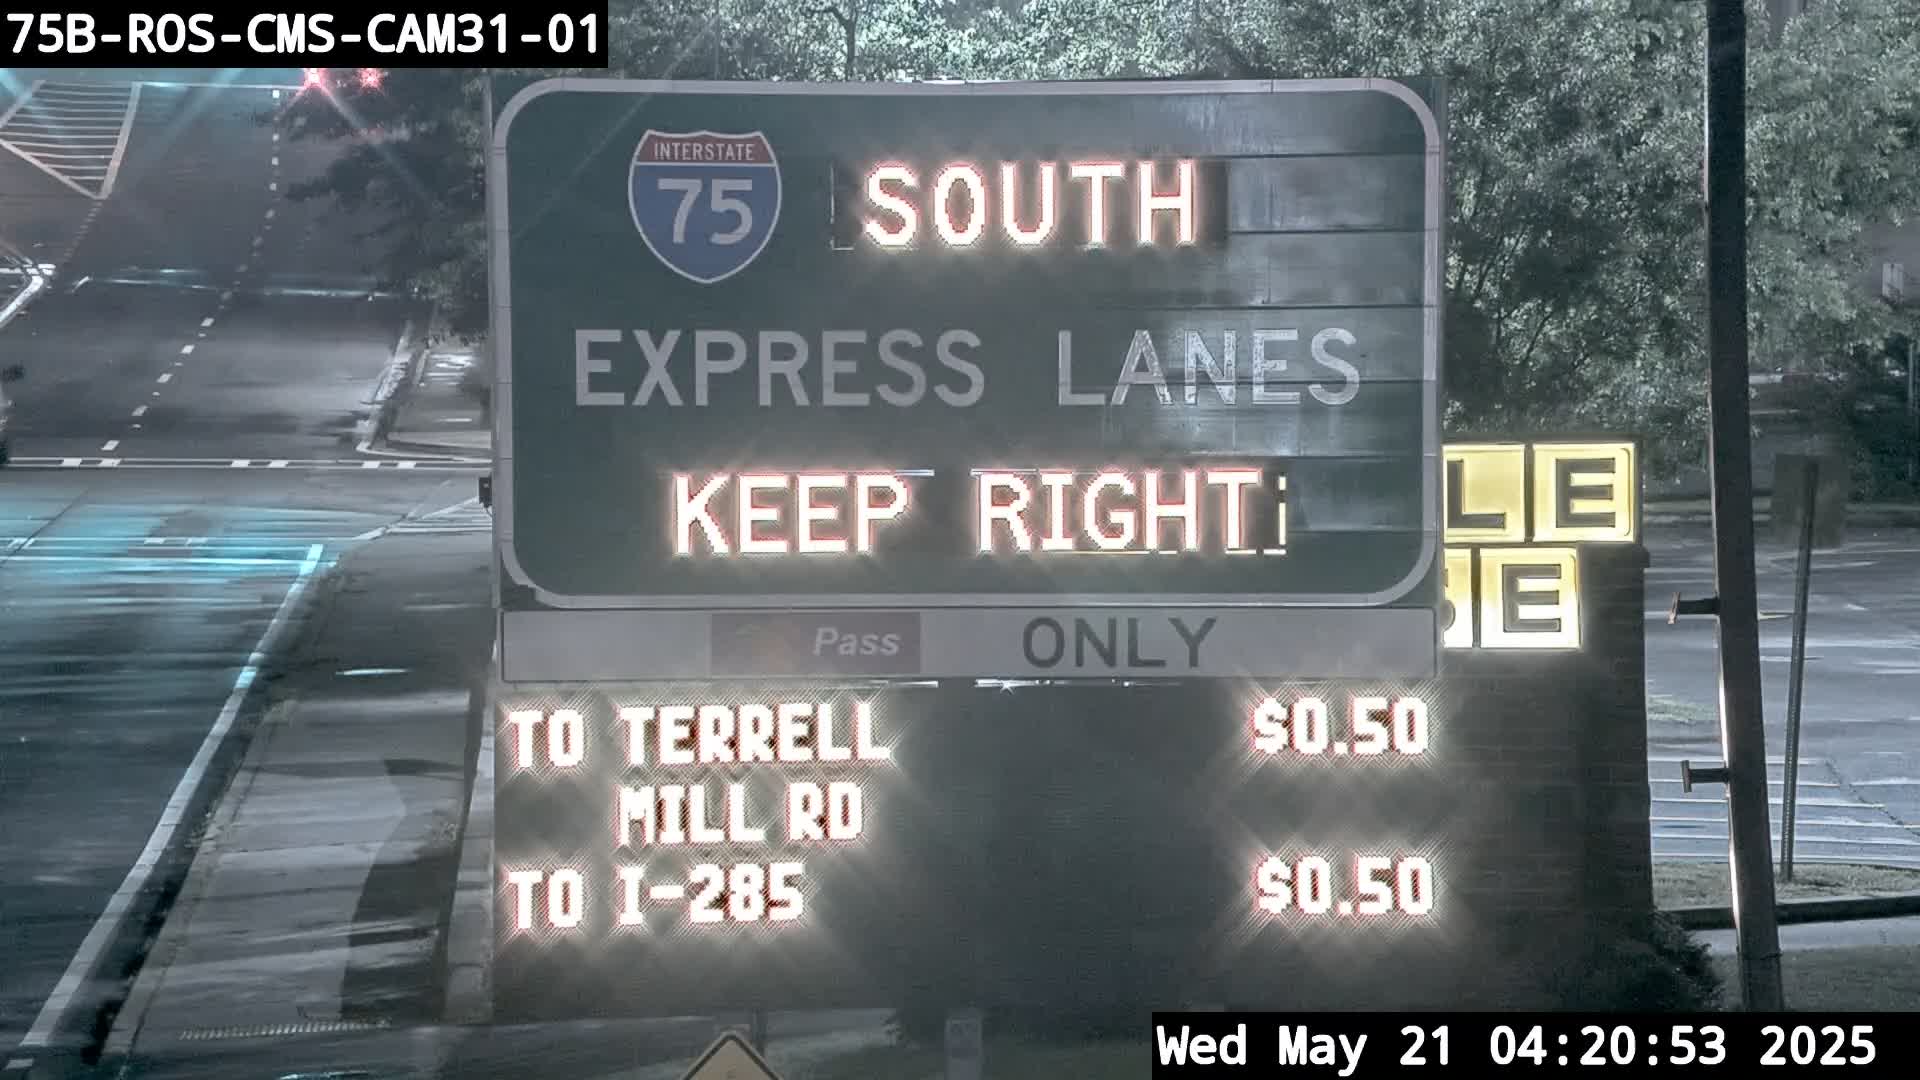 75B-ROS-CMS-CAM31-01
INTERSTATE
75
SOUTH
EXPRESS LANES
KEEP RIGHT
Pass ONLY
TO TERRELL $0.50
MILL RD
TO I-285 $0.50
LE
E
Wed May 21 04:20:53 2025